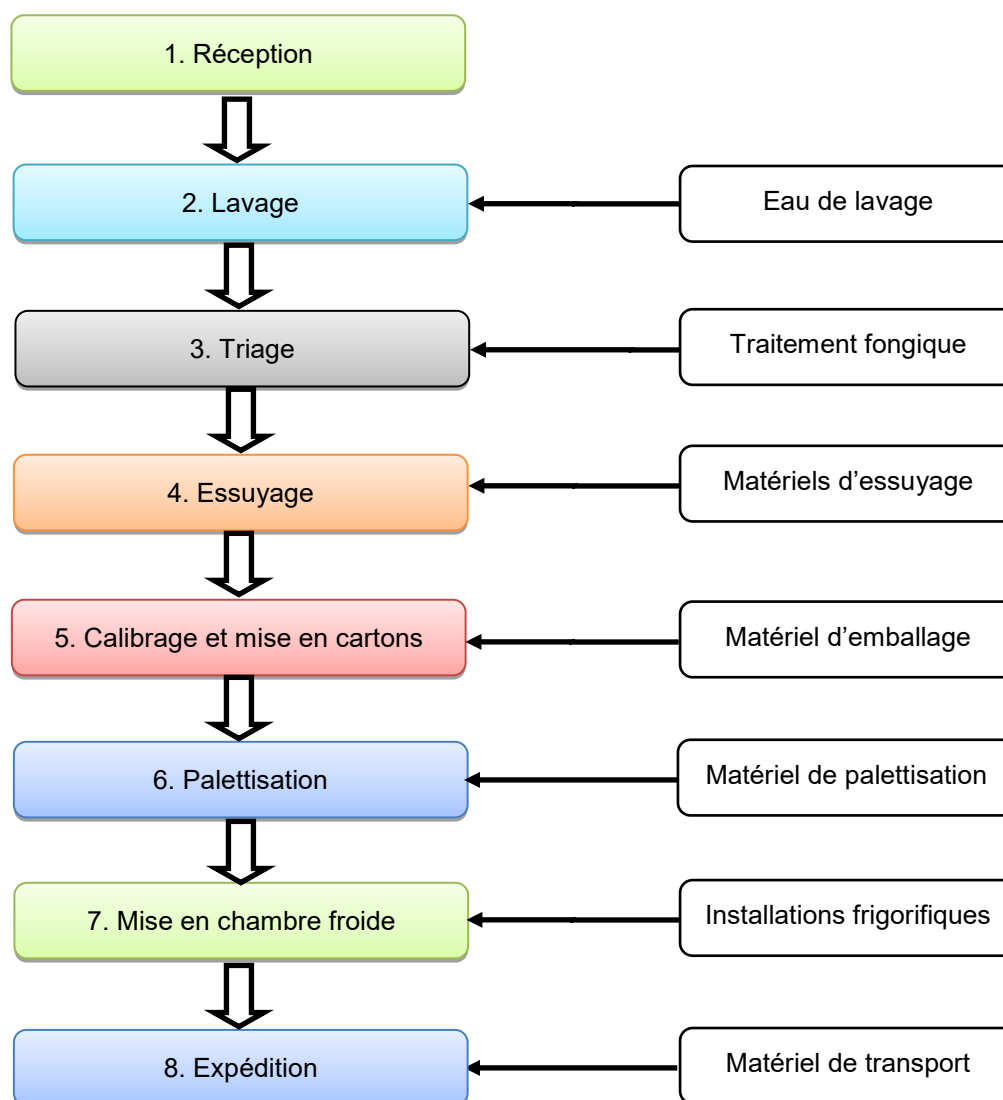 1. Réception
2. Lavage
Eau de lavage
3. Triage
Traitement fongique
4. Essuyage
Matériels d’essuyage
5. Calibrage et mise en cartons
Matériel d’emballage
6. Palettisation
Matériel de palettisation
7. Mise en chambre froide
Installations frigorifiques
8. Expédition
Matériel de transport